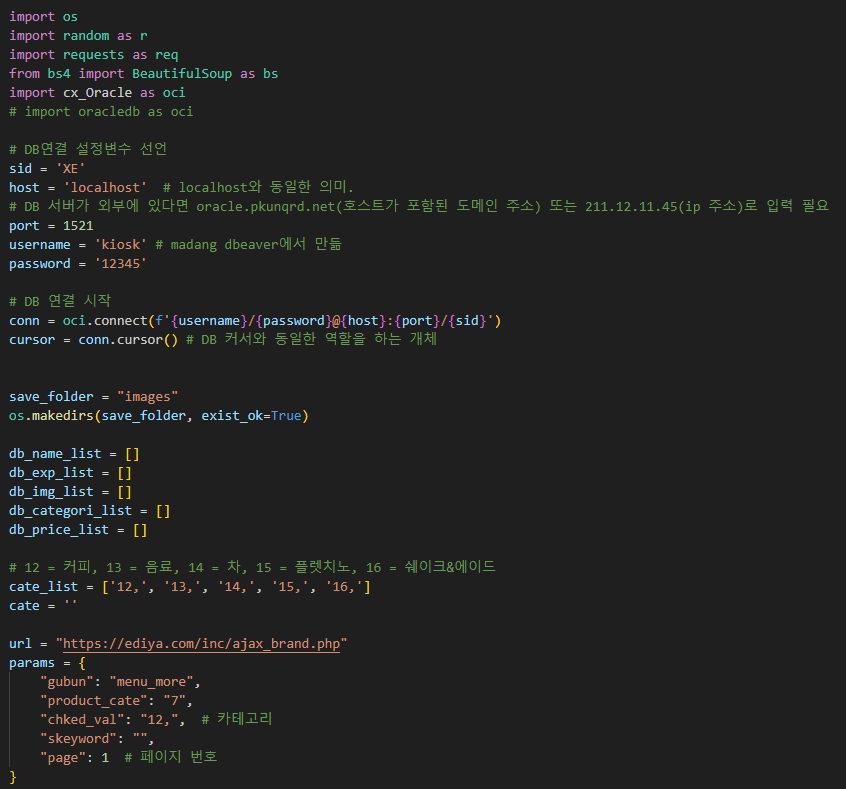 import os
import random as r
import requests as req
from bs4 import BeautifulSoup as bs
import cx_Oracle as oci
# import oracledb as oci
# DB연결 설정변수 선언
sid = 'XE'
host = 'localhost'  # localhost와 동일한 의미.
# DB 서버가 외부에 있다면 oracle.pkunqrd.net(호스트가 포함된 도메인 주소) 또는 211.12.11.45(ip 주소)로 입력 필요
port = 1521
username = 'kiosk' # madang dbeaver에서 만듦
password = '12345'
# DB 연결 시작
conn = oci.connect(f'{username}/{password}@{host}:{port}/{sid}')
cursor = conn.cursor() # DB 커서와 동일한 역할을 하는 개체
save_folder = "images"
os.makedirs(save_folder, exist_ok=True)
db_name_list = []
db_exp_list = []
db_img_list = []
db_categori_list = []
db_price_list = []
# 12 = 커피, 13 = 음료, 14 = 차, 15 = 플렛치노, 16 = 쉐이크&에이드
cate_list = ['12,', '13,', '14,', '15,', '16,']
cate = ''
url = "https://ediya.com/inc/ajax_brand.php"
params = {
    "gubun": "menu_more",
    "product_cate": "7",
    "chked_val": "12,",  # 카테고리
    "skeyword": "",
    "page": 1  # 페이지 번호
}